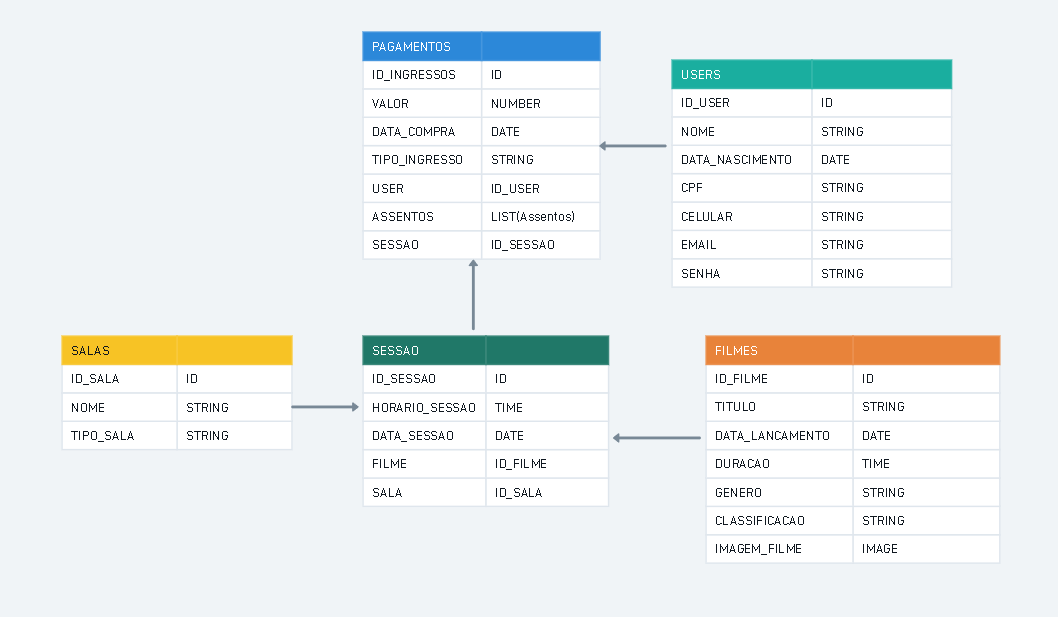 PAGAMENTOS
ID_INGRESSOS ID
VALOR NUMBER
DATA_COMPRA DATE
TIPO_INGRESSO STRING
USER ID_USER
ASSENTOS LIST(Assentos)
SESSAO ID_SESSAO
USERS
ID_USER ID
NOME STRING
DATA_NASCIMENTO DATE
CPF STRING
CELULAR STRING
EMAIL STRING
SENHA STRING
SALAS
ID_SALA ID
NOME STRING
TIPO_SALA STRING
SESSAO
ID_SESSAO ID
HORARIO_SESSAO TIME
DATA_SESSAO DATE
FILME ID_FILME
SALA ID_SALA
FILMES
ID_FILME ID
TITULO STRING
DATA_LANCAMENTO DATE
DURACAO TIME
GENERO STRING
CLASSIFICACAO STRING
IMAGEM_FILME IMAGE